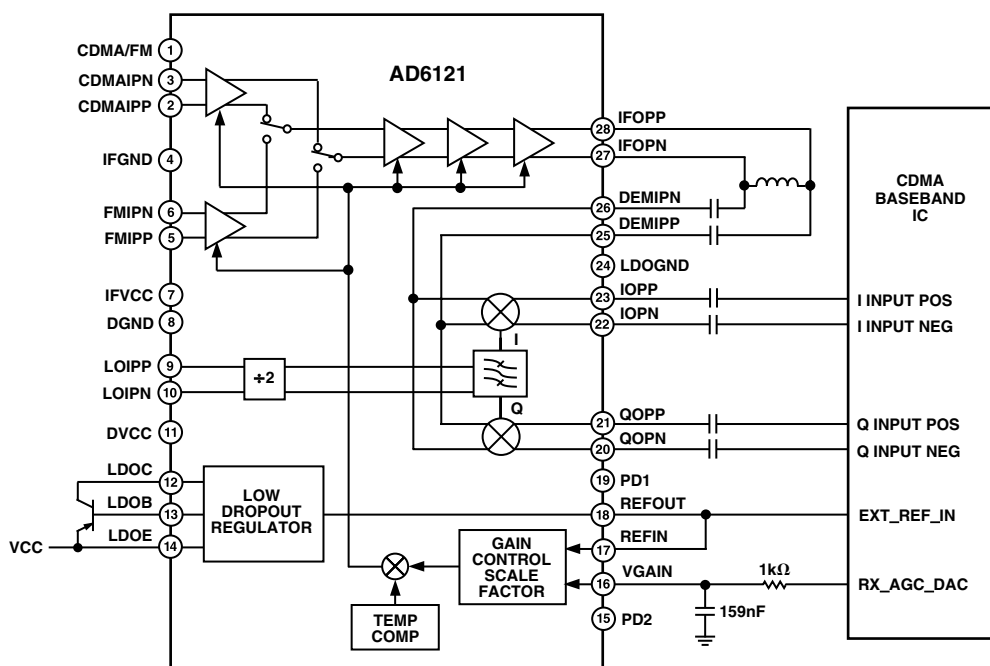 AD6121
CDMA/FM 1
CDMAIPN 3
CDMAIPP 2
IFGND 4
FMIPN 6
FMIPP 5
IFVCC 7
DGND 8
LOIPP 9
LOIPN 10
DVCC 11
LDOC 12
LDOB 13
LDOE 14
VCC
÷2
LOW
DROPOUT
REGULATOR
I
Q
TEMP
COMP
GAIN
CONTROL
SCALE
FACTOR
28 IFOPP
27 IFOPN
26 DEMIPN
25 DEMIPP
24 LDOGND
23 IOPP
22 IOPN
21 QOPP
20 QOPN
19 PD1
18 REFOUT
17 REFIN
16 VGAIN
15 PD2
1kΩ
159nF
CDMA
BASEBAND
IC
I INPUT POS
I INPUT NEG
Q INPUT POS
Q INPUT NEG
EXT_REF_IN
RX_AGC_DAC